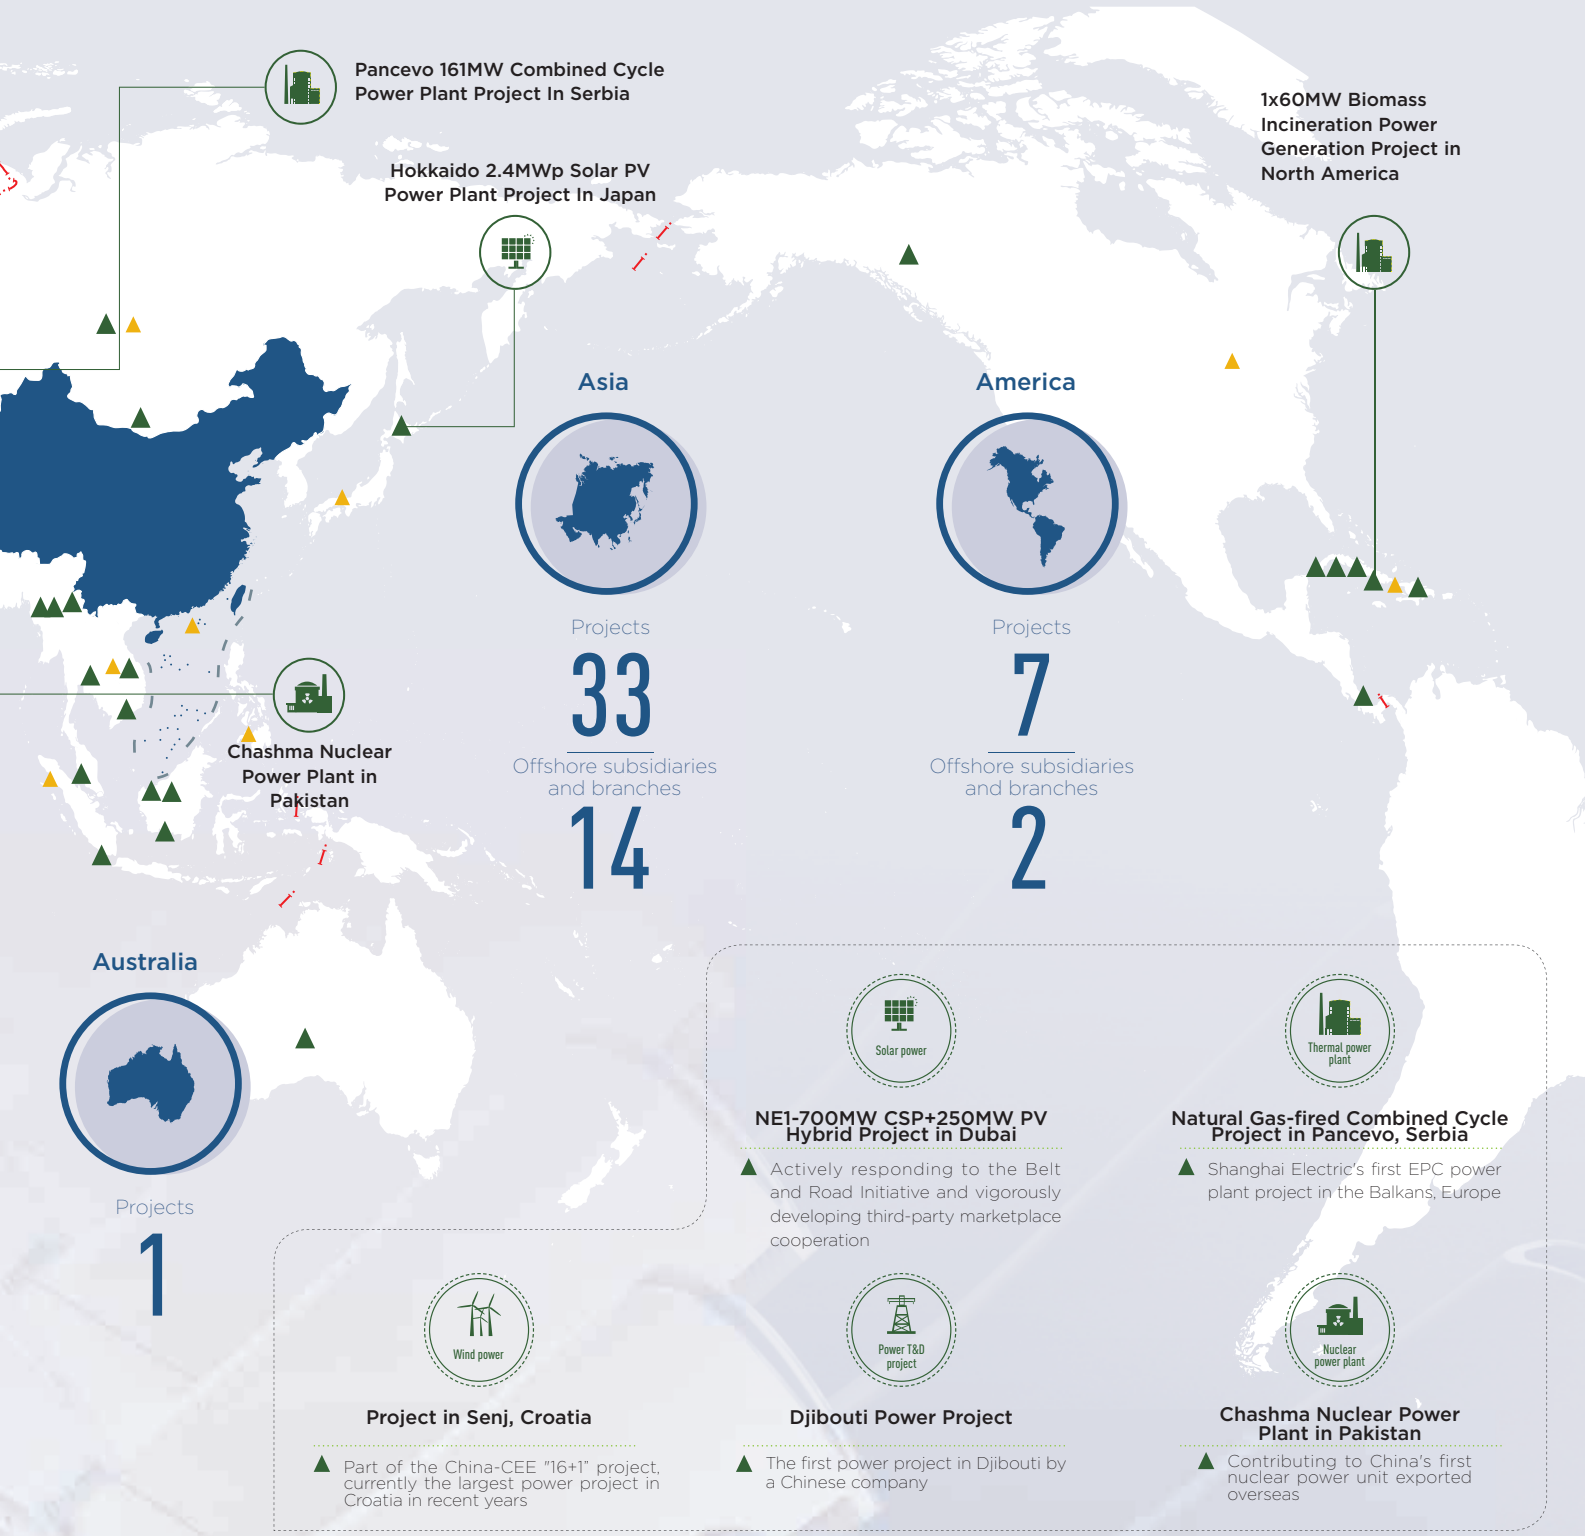 Pancevo 161MW Combined Cycle
Power Plant Project In Serbia
1x60MW Biomass
Incineration Power
Generation Project in
North America
Hokkaido 2.4MWp Solar PV
Power Plant Project In Japan
Asia
Projects
33
Offshore subsidiaries
and branches
14
America
Projects
7
Offshore subsidiaries
and branches
2
Chashma Nuclear
Power Plant in
Pakistan
Australia
Projects
1
Solar power
NE1-700MW CSP+250MW PV
Hybrid Project in Dubai
Actively responding to the Belt
and Road Initiative and vigorously
developing third-party marketplace
cooperation
Thermal power
plant
Natural Gas-fired Combined Cycle
Project in Pancevo, Serbia
Shanghai Electric's first EPC power
plant project in the Balkans, Europe
Wind power
Project in Senj, Croatia
Part of the China-CEE "16+1" project,
currently the largest power project in
Croatia in recent years
Power T&D
project
Djibouti Power Project
The first power project in Djibouti by
a Chinese company
Nuclear
power plant
Chashma Nuclear Power
Plant in Pakistan
Contributing to China's first
nuclear power unit exported
overseas